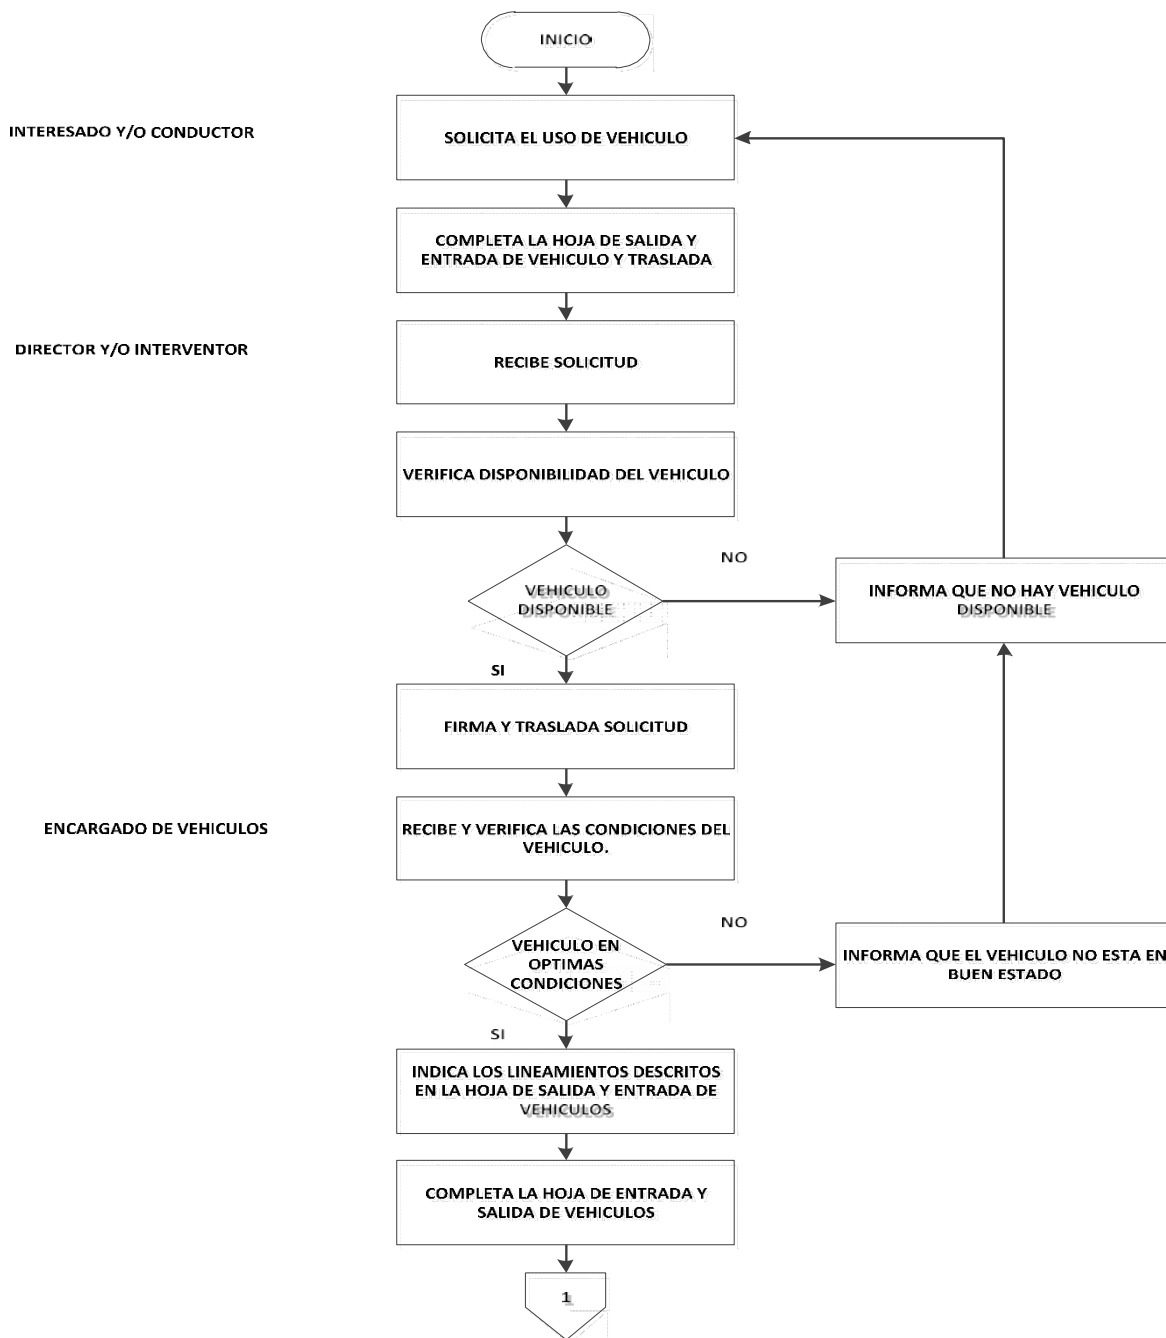 INICIO
INTERESADO Y/O CONDUCTOR
SOLICITA EL USO DE VEHICULO
COMPLETA LA HOJA DE SALIDA Y
ENTRADA DE VEHICULO Y TRASLADA
DIRECTOR Y/O INTERVENTOR
RECIBE SOLICITUD
VERIFICA DISPONIBILIDAD DEL VEHICULO
VEHICULO
DISPONIBLE
NO
INFORMA QUE NO HAY VEHICULO
DISPONIBLE
SI
FIRMA Y TRASLADA SOLICITUD
ENCARGADO DE VEHICULOS
RECIBE Y VERIFICA LAS CONDICIONES DEL
VEHICULO.
VEHICULO EN
OPTIMAS
CONDICIONES
NO
INFORMA QUE EL VEHICULO NO ESTA EN
BUEN ESTADO
SI
INDICA LOS LINEAMIENTOS DESCRITOS
EN LA HOJA DE SALIDA Y ENTRADA DE
VEHICULOS
COMPLETA LA HOJA DE ENTRADA Y
SALIDA DE VEHICULOS
1